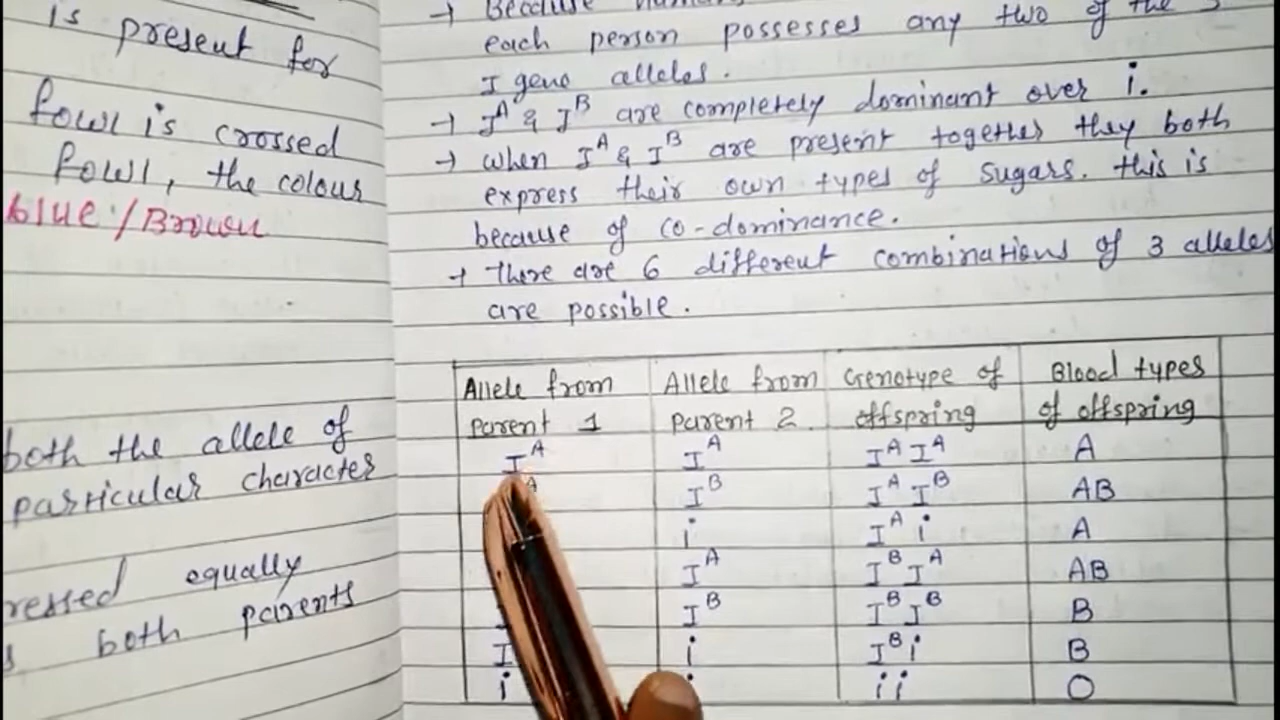 is present for
fowl is crossed
fowl, the colour
blue/Brown
both the allele of
particular character
ressed equally
both parents
→ Because human
each person possesses any two of the 3
I gene alleles.
→ I^A & I^B are completely dominant over i.
→ when I^A & I^B are present together they both
express their own types of sugars. this is
because of co-dominance.
→ There are 6 different combinations of 3 alleles
are possible.
Allele from parent 1 | Allele from parent 2. | Genotype of offspring | Blood types of offspring
I^A | I^A | I^A I^A | A
A | I^B | I^A I^B | AB
i | I^A i | A
I^A | I^B I^A | AB
I^B | I^B I^B | B
I | i | I^B i | B
i | ii | O